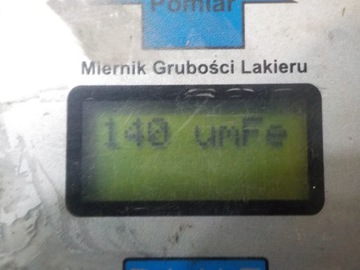 Pomiar
Miernik Grubości Lakieru
140 umFe